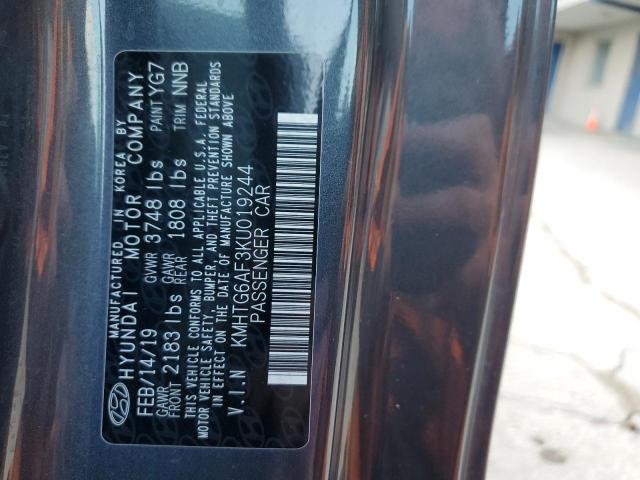 MANUFACTURED IN KOREA BY
HYUNDAI MOTOR COMPANY
FEB/14/19 GVWR 3748 lbs PAINT YG7
GAWR FRONT 2183 lbs GAWR REAR 1808 lbs TRIM NNB
THIS VEHICLE CONFORMS TO ALL APPLICABLE U.S.A. FEDERAL
MOTOR VEHICLE SAFETY, BUMPER, AND THEFT PREVENTION STANDARDS
IN EFFECT ON THE DATE OF MANUFACTURE SHOWN ABOVE
V.I.N KMHTG6AF3KU019244
PASSENGER CAR